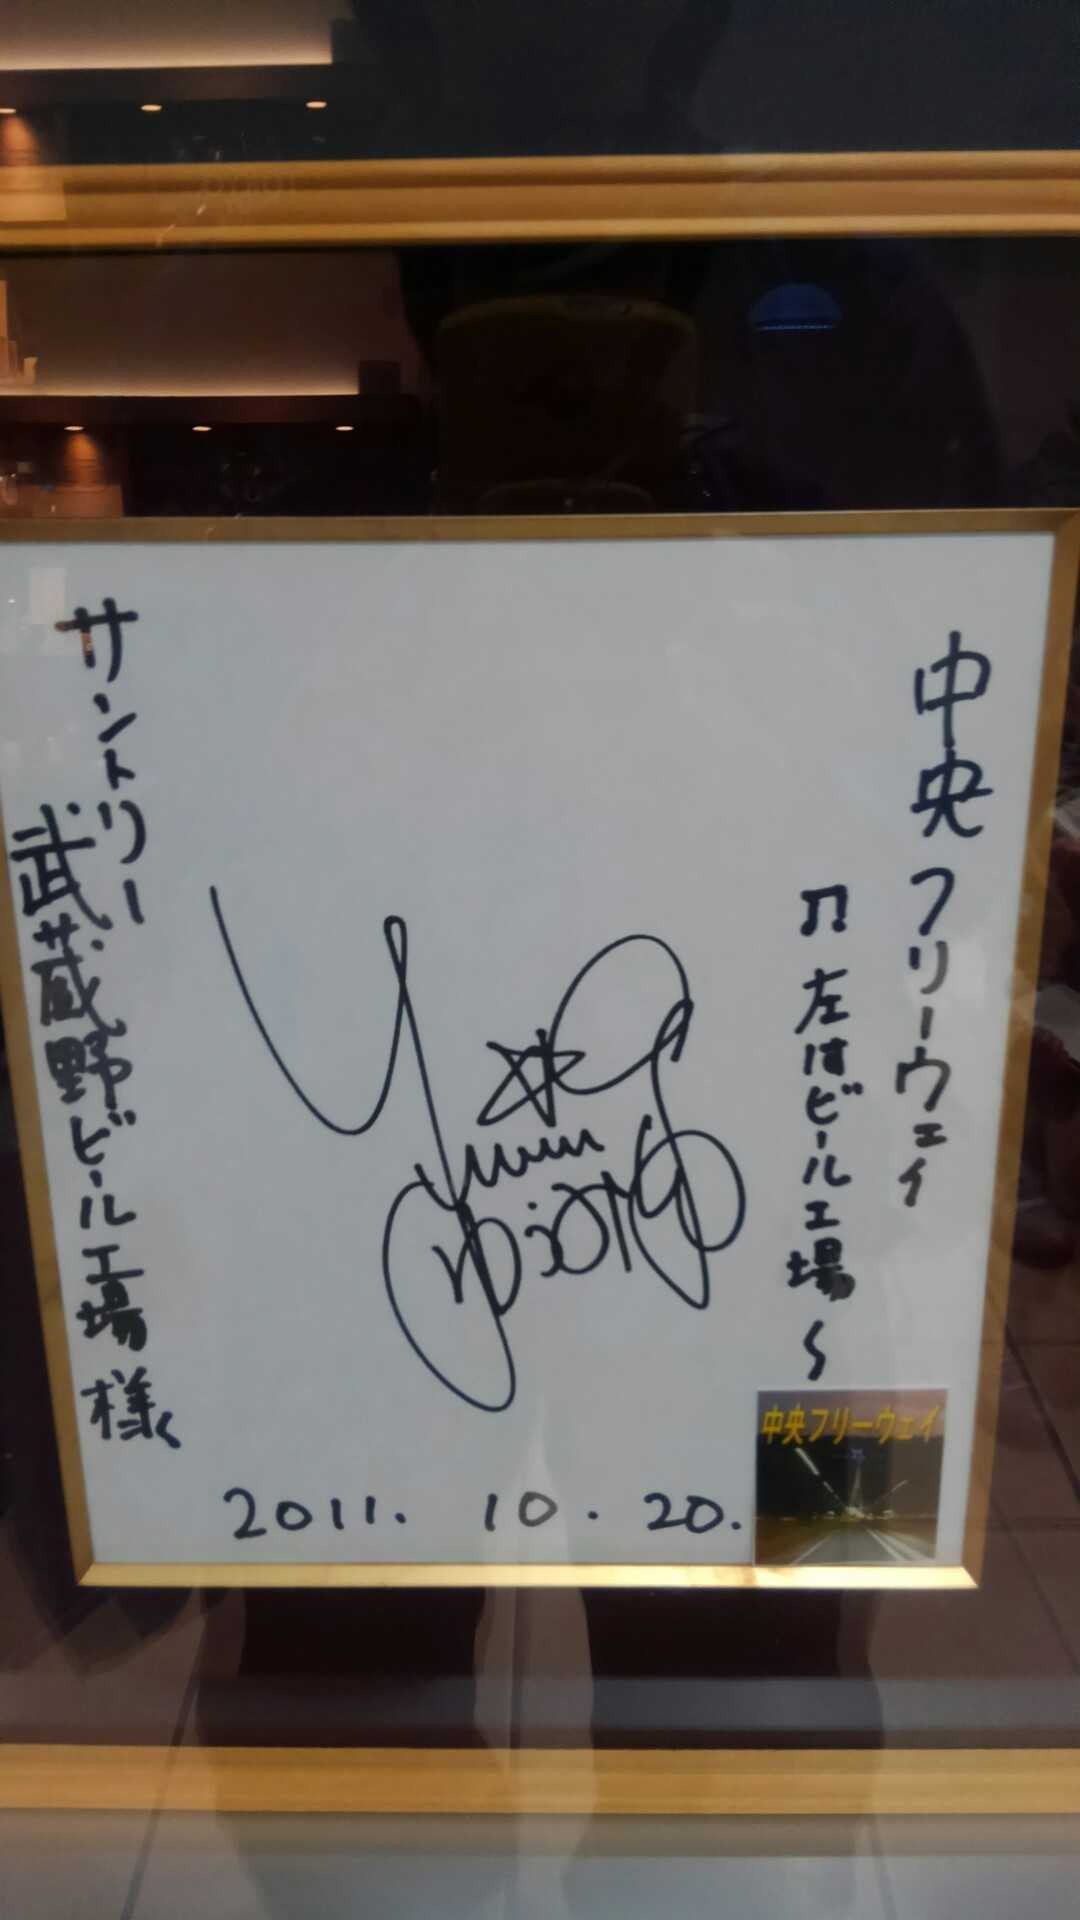 中央フリーウェイ
♫ 左はビール工場〜
サントリー
武蔵野ビール工場様
2011. 10. 20.
中央フリーウェイ